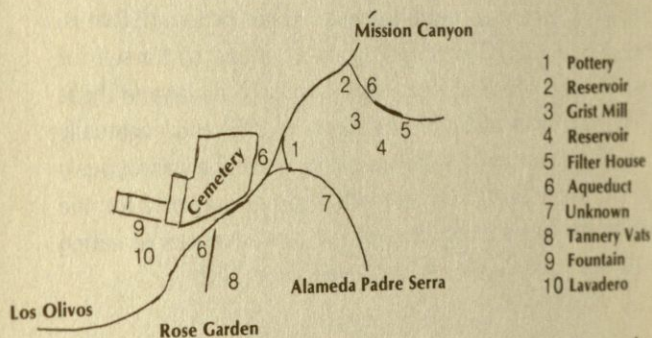 Mission Canyon
2 6
3 5
4
6 1
Cemetery
7
9
10 6
8
Los Olivos
Alameda Padre Serra
Rose Garden
1 Pottery
2 Reservoir
3 Grist Mill
4 Reservoir
5 Filter House
6 Aqueduct
7 Unknown
8 Tannery Vats
9 Fountain
10 Lavadero